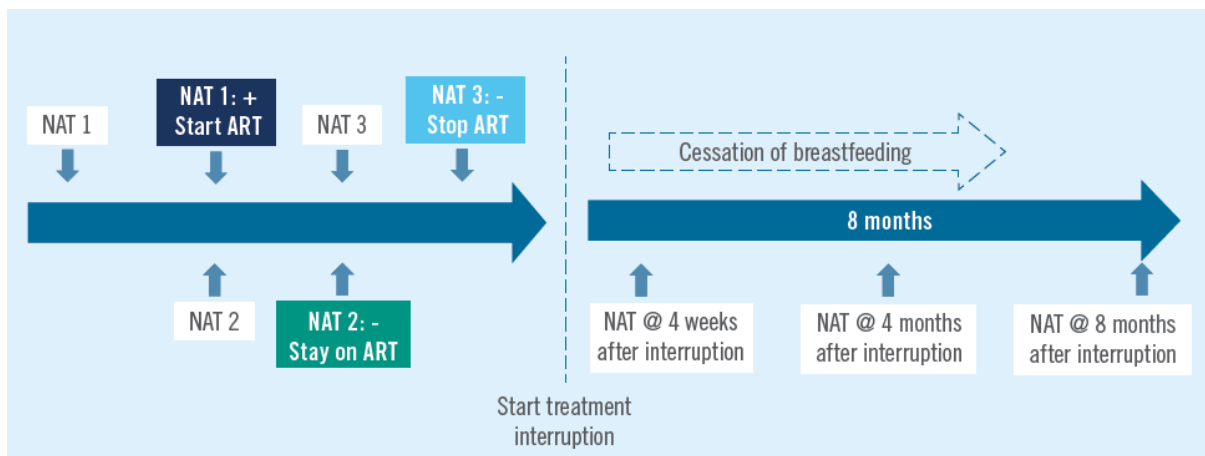 NAT 1
NAT 1: +
Start ART
NAT 3
NAT 3: -
Stop ART
NAT 2
NAT 2: -
Stay on ART
Start treatment
interruption
Cessation of breastfeeding
8 months
NAT @ 4 weeks
after interruption
NAT @ 4 months
after interruption
NAT @ 8 months
after interruption